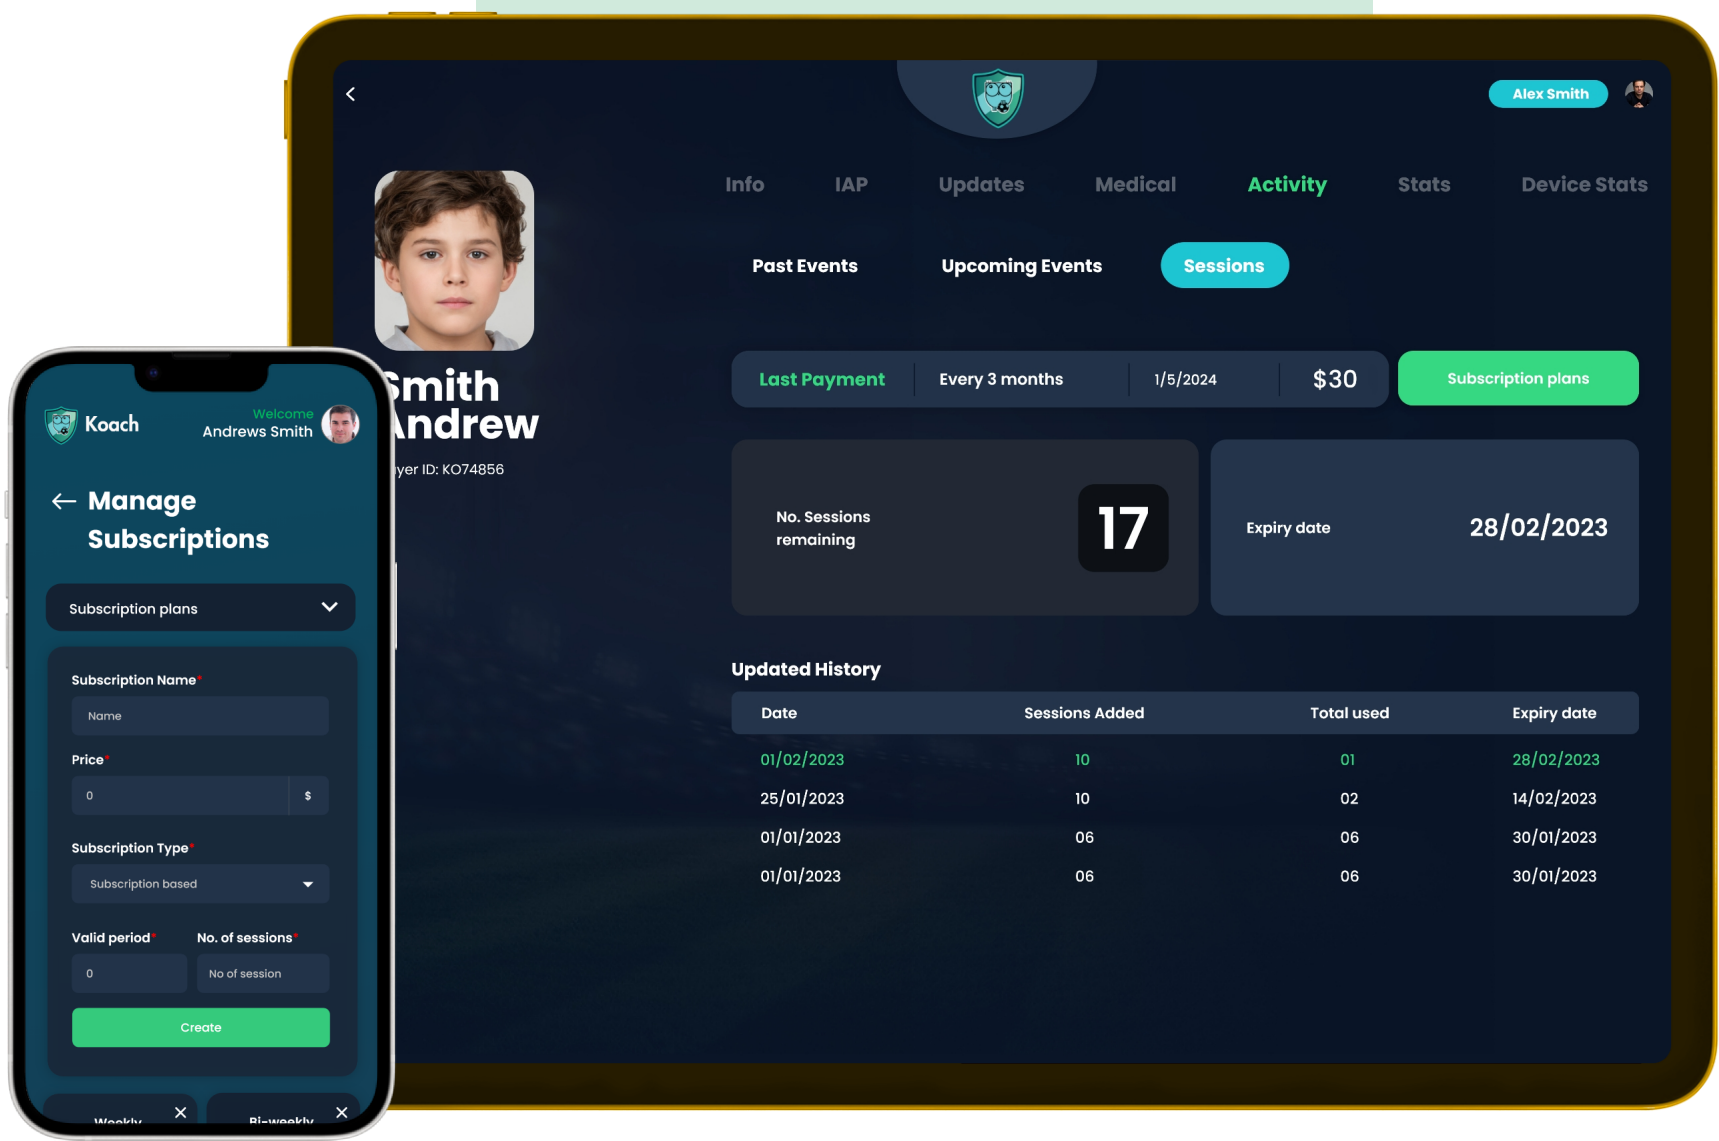 Alex Smith
Info IAP Updates Medical Activity Stats Device Stats
Past Events Upcoming Events Sessions
Smith
Andrew
yer ID: KO74856
Last Payment Every 3 months 1/5/2024 $30 Subscription plans
No. Sessions
remaining
17
Expiry date 28/02/2023
Updated History
Date Sessions Added Total used Expiry date
01/02/2023 10 01 28/02/2023
25/01/2023 10 02 14/02/2023
01/01/2023 06 06 30/01/2023
01/01/2023 06 06 30/01/2023
Koach
Welcome
Andrews Smith
Manage
Subscriptions
Subscription plans
Subscription Name*
Name
Price*
0 $
Subscription Type*
Subscription based
Valid period* No. of sessions*
0 No of session
Create
Weekly Bi-weekly